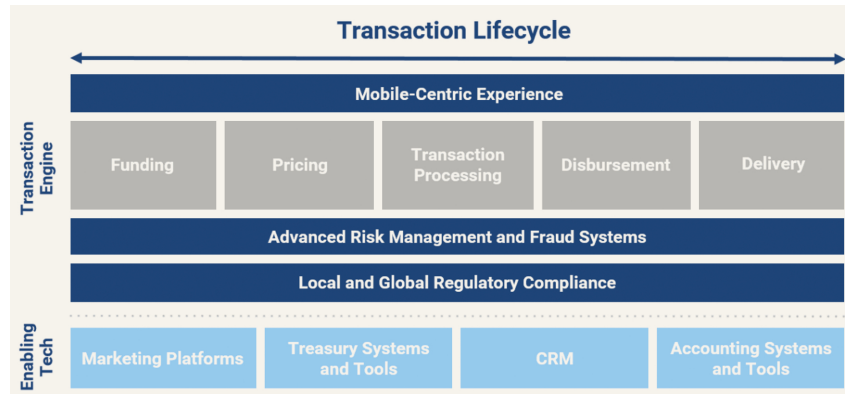 Transaction Lifecycle
Mobile-Centric Experience
Transaction
Engine
Funding
Pricing
Transaction
Processing
Disbursement
Delivery
Advanced Risk Management and Fraud Systems
Local and Global Regulatory Compliance
Enabling
Tech
Marketing Platforms
Treasury Systems
and Tools
CRM
Accounting Systems
and Tools